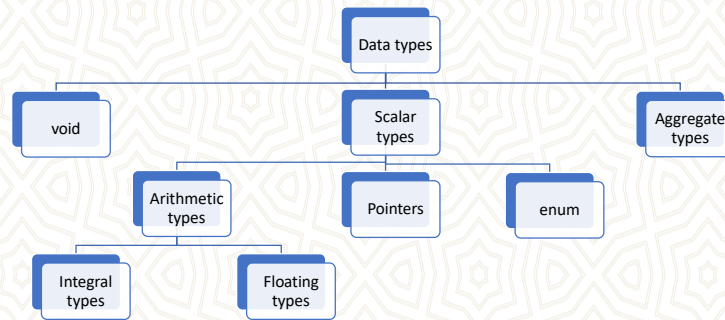 Data types
void
Scalar
types
Aggregate
types
Arithmetic
types
Pointers
enum
Integral
types
Floating
types